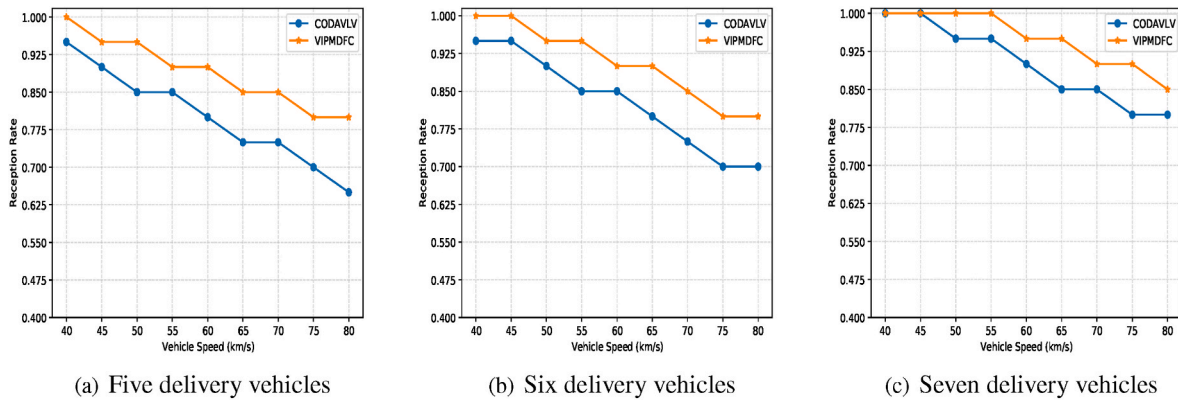 1.000
0.925
0.850
0.775
0.700
0.625
0.550
0.475
0.400
Reception Rate
CODAVLV
VIPMDFC
40 45 50 55 60 65 70 75 80
Vehicle Speed (km/s)
(a) Five delivery vehicles
1.000
0.925
0.850
0.775
0.700
0.625
0.550
0.475
0.400
Reception Rate
CODAVLV
VIPMDFC
40 45 50 55 60 65 70 75 80
Vehicle Speed (km/s)
(b) Six delivery vehicles
1.000
0.925
0.850
0.775
0.700
0.625
0.550
0.475
0.400
Reception Rate
CODAVLV
VIPMDFC
40 45 50 55 60 65 70 75 80
Vehicle Speed (km/s)
(c) Seven delivery vehicles